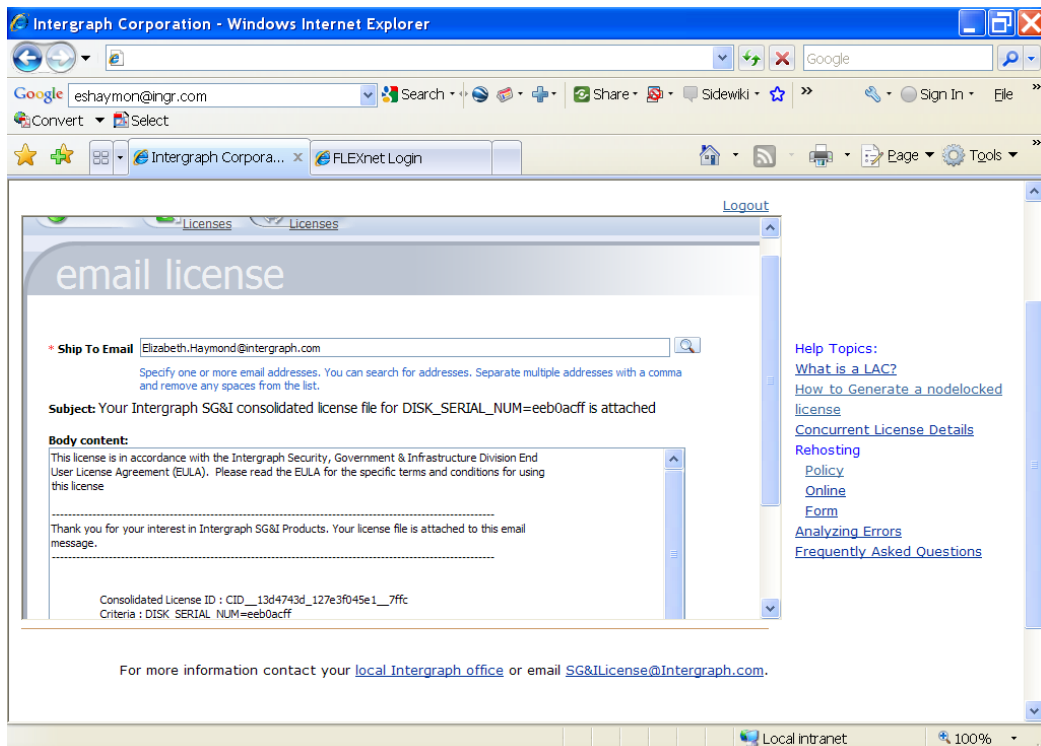 Intergraph Corporation - Windows Internet Explorer
Google
Google eshaymon@ingr.com Search Share Sidewiki » Sign In File »
Convert Select
Intergraph Corpora... x FLEXnet Login Page Tools »
Logout
Licenses Licenses
email license
* Ship To Email Elizabeth.Haymond@intergraph.com
Specify one or more email addresses. You can search for addresses. Separate multiple addresses with a comma
and remove any spaces from the list.
Subject: Your Intergraph SG&I consolidated license file for DISK_SERIAL_NUM=eeb0acff is attached
Body content:
This license is in accordance with the Intergraph Security, Government & Infrastructure Division End
User License Agreement (EULA). Please read the EULA for the specific terms and conditions for using
this license
--------------------------------------------------------------------------------
Thank you for your interest in Intergraph SG&I Products. Your license file is attached to this email
message.
--------------------------------------------------------------------------------
Consolidated License ID : CID__13d4743d_127e3f045e1__7ffc
Criteria : DISK_SERIAL_NUM=eeb0acff
Help Topics:
What is a LAC?
How to Generate a nodelocked
license
Concurrent License Details
Rehosting
Policy
Online
Form
Analyzing Errors
Frequently Asked Questions
For more information contact your local Intergraph office or email SG&ILicense@Intergraph.com.
Local intranet 100%